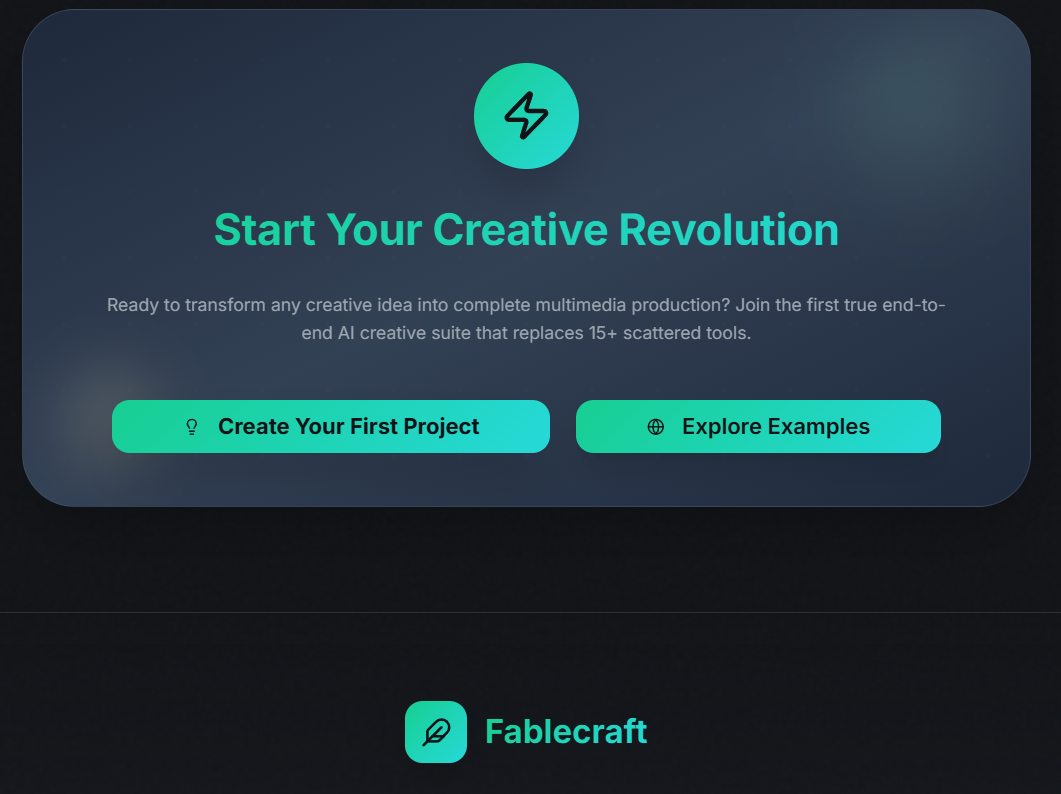 Start Your Creative Revolution
Ready to transform any creative idea into complete multimedia production? Join the first true end-to-
end AI creative suite that replaces 15+ scattered tools.
Create Your First Project
Explore Examples
Fablecraft